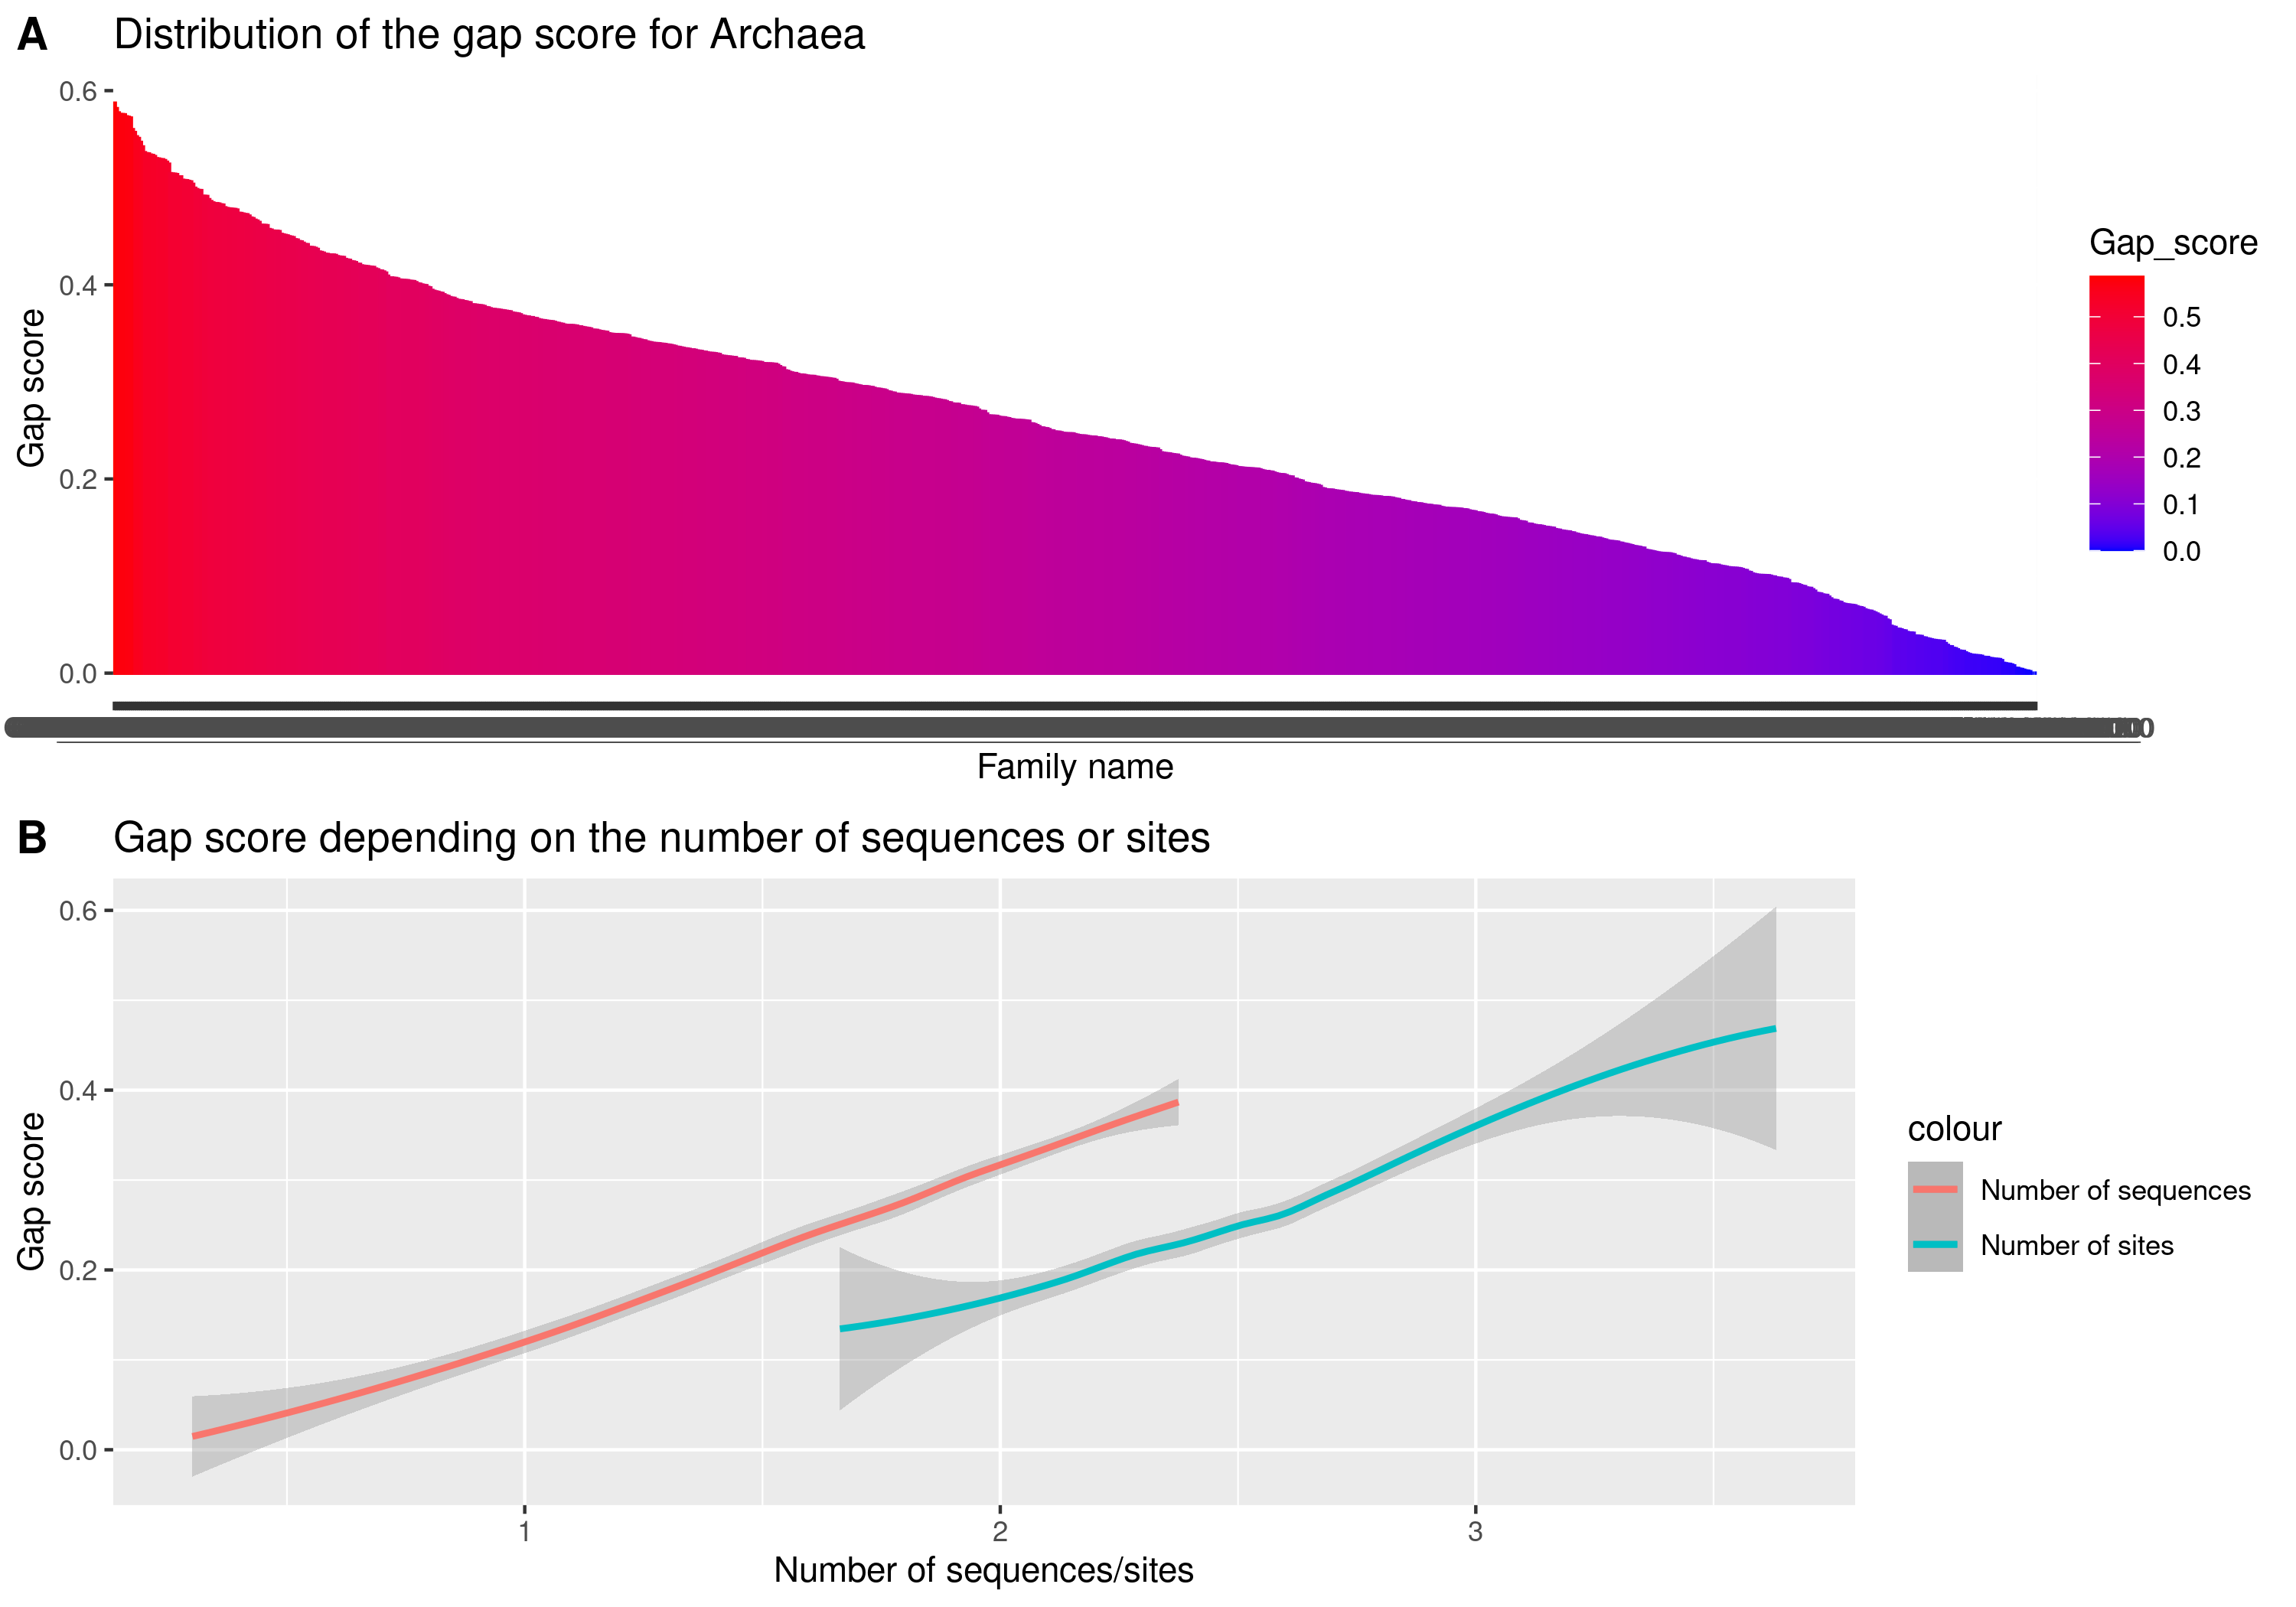 A Distribution of the gap score for Archaea
0.6
0.4
0.2
0.0
Gap score
Family name
Gap_score
0.5
0.4
0.3
0.2
0.1
0.0
B Gap score depending on the number of sequences or sites
0.6
0.4
0.2
0.0
Gap score
1 2 3
Number of sequences/sites
colour
Number of sequences
Number of sites